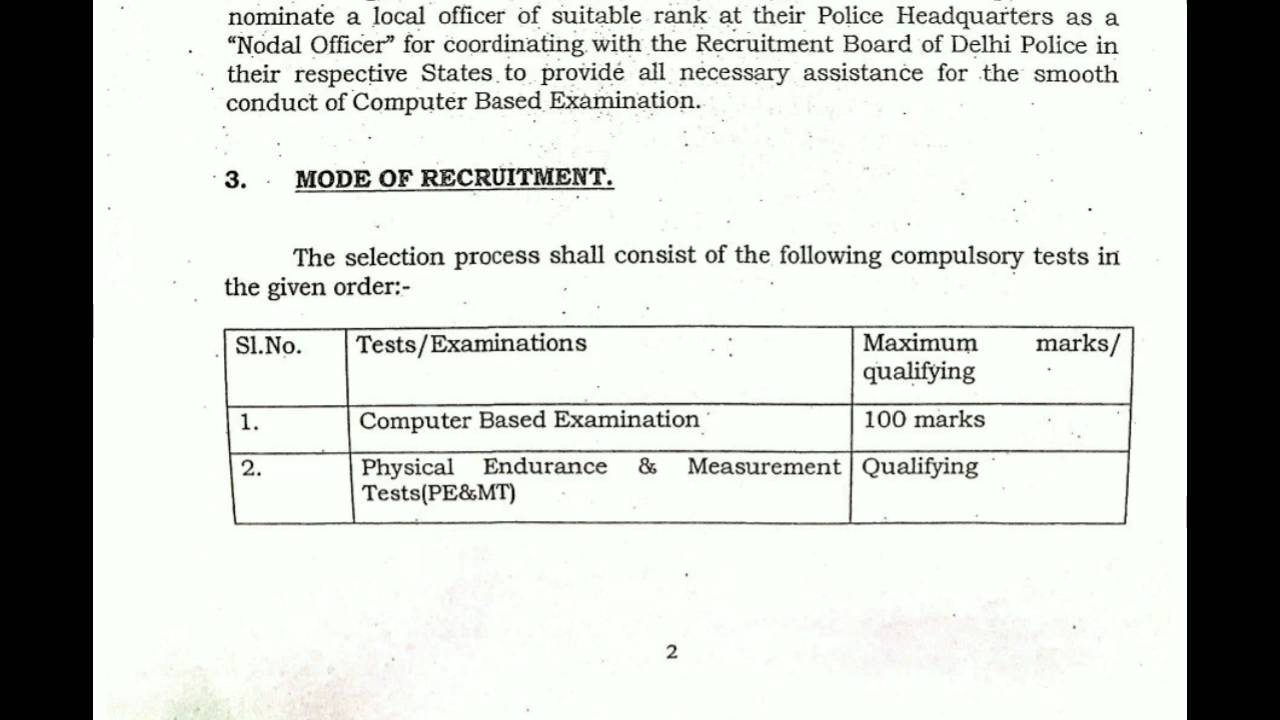 nominate a local officer of suitable rank at their Police Headquarters as a
“Nodal Officer” for coordinating with the Recruitment Board of Delhi Police in
their respective States to provide all necessary assistance for the smooth
conduct of Computer Based Examination.
3. MODE OF RECRUITMENT.
The selection process shall consist of the following compulsory tests in
the given order:-
Sl.No. Tests/Examinations Maximum marks/
qualifying
1. Computer Based Examination 100 marks
2. Physical Endurance & Measurement Qualifying
Tests(PE&MT)
2